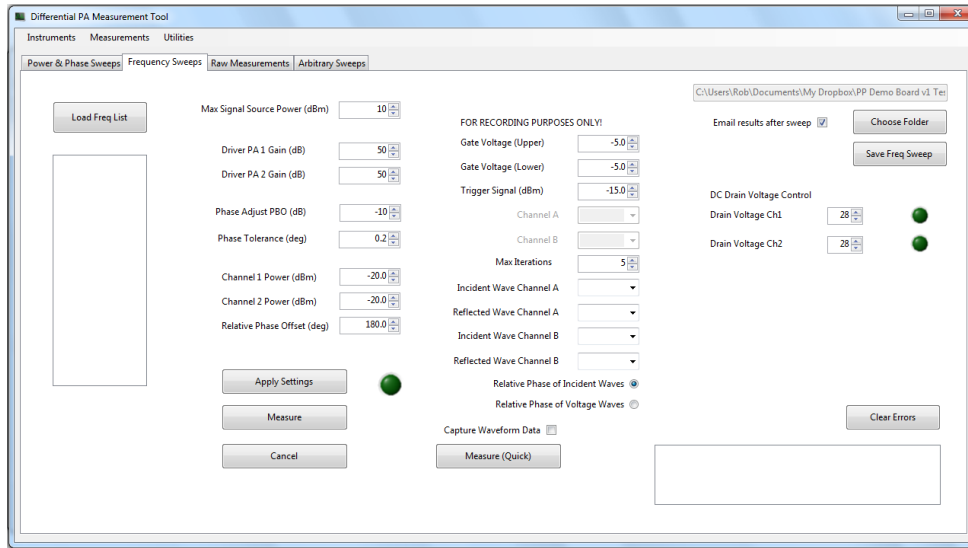 Differential PA Measurement Tool
Instruments Measurements Utilities
Power & Phase Sweeps Frequency Sweeps Raw Measurements Arbitrary Sweeps
Load Freq List
Max Signal Source Power (dBm) 10
Driver PA 1 Gain (dB) 50
Driver PA 2 Gain (dB) 50
Phase Adjust PBO (dB) -10
Phase Tolerance (deg) 0.2
Channel 1 Power (dBm) -20.0
Channel 2 Power (dBm) -20.0
Relative Phase Offset (deg) 180.0
Apply Settings
Measure
Cancel
FOR RECORDING PURPOSES ONLY!
Gate Voltage (Upper) -5.0
Gate Voltage (Lower) -5.0
Trigger Signal (dBm) -15.0
Channel A
Channel B
Max Iterations 5
Incident Wave Channel A
Reflected Wave Channel A
Incident Wave Channel B
Reflected Wave Channel B
Relative Phase of Incident Waves
Relative Phase of Voltage Waves
Capture Waveform Data
Measure (Quick)
C:\Users\Rob\Documents\My Dropbox\PP Demo Board v1 Te
Email results after sweep Choose Folder
Save Freq Sweep
DC Drain Voltage Control
Drain Voltage Ch1 28
Drain Voltage Ch2 28
Clear Errors